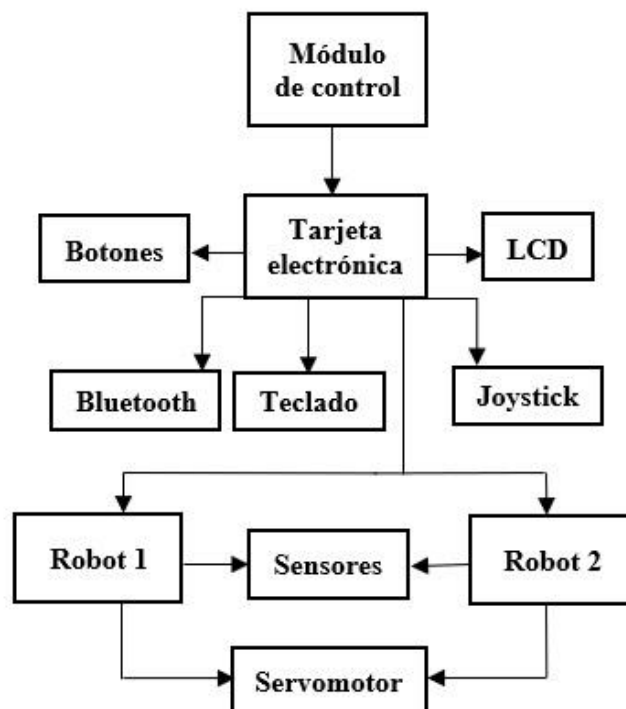 Módulo
de control
Tarjeta
electrónica
Botones
LCD
Bluetooth
Teclado
Joystick
Robot 1
Sensores
Robot 2
Servomotor